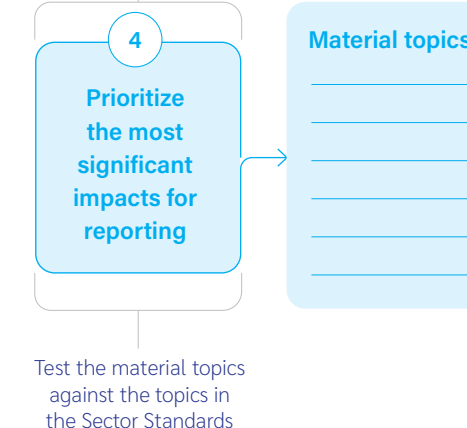 4
Prioritize
the most
significant
impacts for
reporting
Material topics
Test the material topics
against the topics in
the Sector Standards